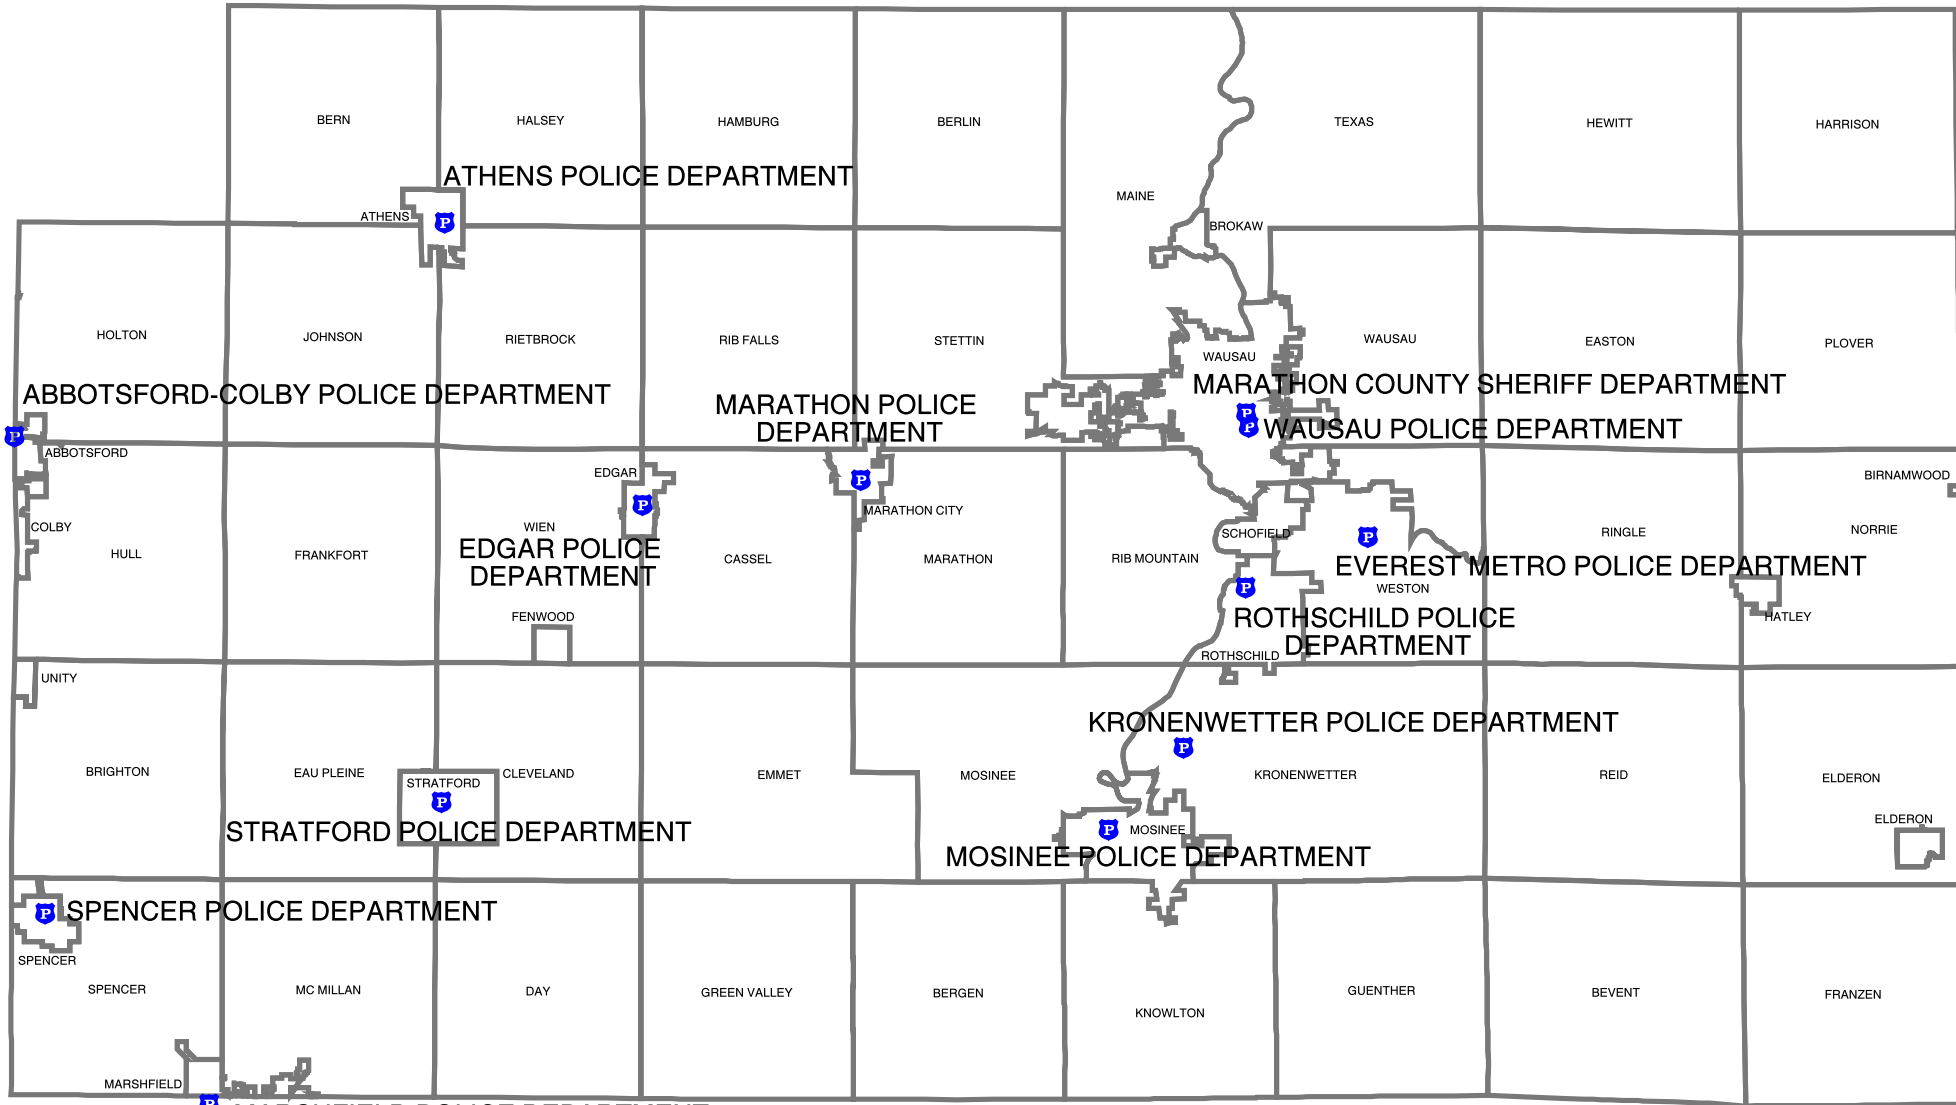 BERN
HALSEY
HAMBURG
BERLIN
TEXAS
HEWITT
HARRISON
ATHENS POLICE DEPARTMENT
MAINE
ATHENS
P
BROKAW
HOLTON
JOHNSON
RIETBROCK
RIB FALLS
STETTIN
WAUSAU
WAUSAU
EASTON
PLOVER
ABBOTSFORD-COLBY POLICE DEPARTMENT
MARATHON COUNTY SHERIFF DEPARTMENT
MARATHON POLICE
DEPARTMENT
P
P
WAUSAU POLICE DEPARTMENT
P
ABBOTSFORD
EDGAR
P
BIRNAMWOOD
P
MARATHON CITY
COLBY
WIEN
SCHOFIELD
P
RINGLE
NORRIE
HULL
FRANKFORT
EDGAR POLICE
DEPARTMENT
CASSEL
MARATHON
RIB MOUNTAIN
EVEREST METRO POLICE DEPARTMENT
P
WESTON
FENWOOD
ROTHSCHILD POLICE
DEPARTMENT
HATLEY
ROTHSCHILD
UNITY
KRONENWETTER POLICE DEPARTMENT
P
BRIGHTON
EAU PLEINE
STRATFORD
CLEVELAND
EMMET
MOSINEE
KRONENWETTER
REID
ELDERON
P
STRATFORD POLICE DEPARTMENT
P
MOSINEE
ELDERON
MOSINEE POLICE DEPARTMENT
P
SPENCER POLICE DEPARTMENT
SPENCER
SPENCER
MC MILLAN
DAY
GREEN VALLEY
BERGEN
KNOWLTON
GUENTHER
BEVENT
FRANZEN
MARSHFIELD
P
MARSHFIELD POLICE DEPARTMENT